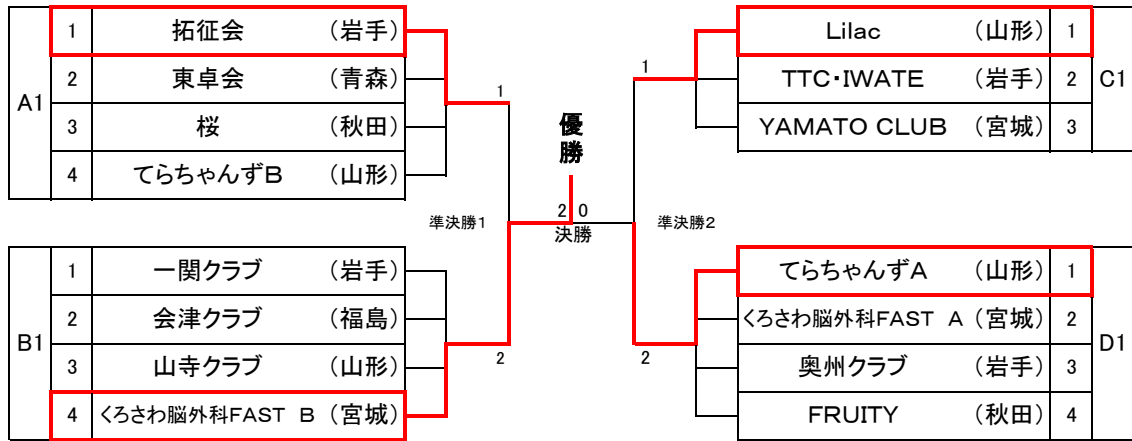 A1
1 拓征会 （岩手）
2 東卓会 （青森）
3 桜 （秋田）
4 てらちゃんずB （山形）
1
準決勝1
B1
1 一関クラブ （岩手）
2 会津クラブ （福島）
3 山寺クラブ （山形）
4 くろさわ脳外科FAST B （宮城）
2
優勝
2 0
決勝
Lilac （山形） 1
TTC・IWATE （岩手） 2
YAMATO CLUB （宮城） 3
C1
1
準決勝2
てらちゃんずA （山形） 1
くろさわ脳外科FAST A （宮城） 2
奥州クラブ （岩手） 3
FRUITY （秋田） 4
D1
2